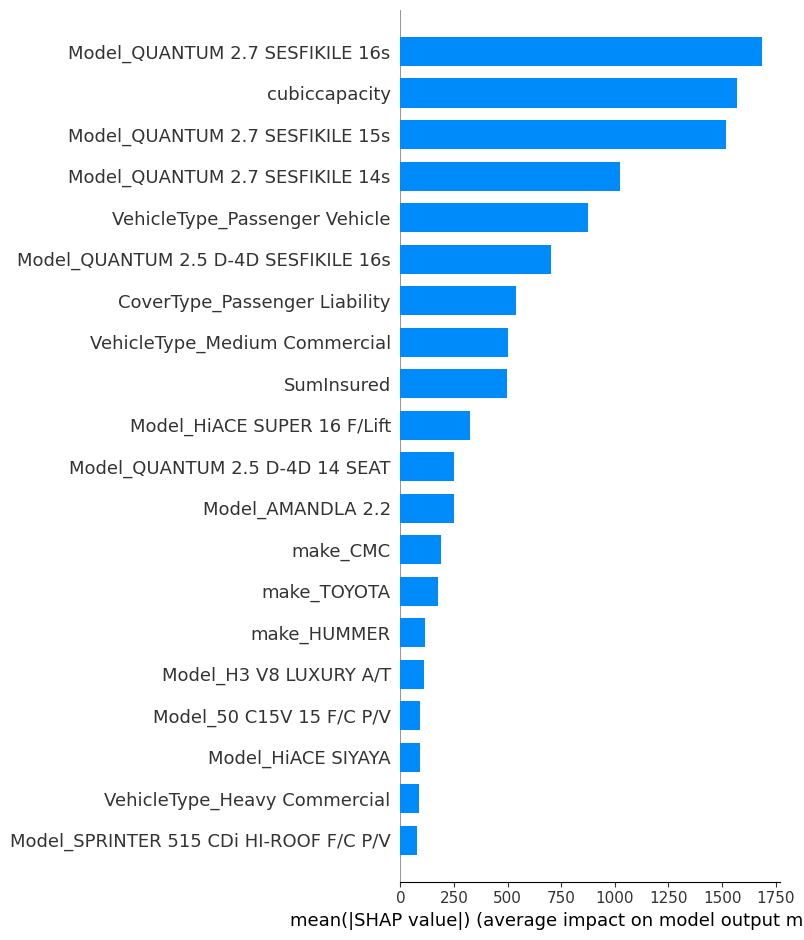 Model_QUANTUM 2.7 SESFIKILE 16s
cubiccapacity
Model_QUANTUM 2.7 SESFIKILE 15s
Model_QUANTUM 2.7 SESFIKILE 14s
VehicleType_Passenger Vehicle
Model_QUANTUM 2.5 D-4D SESFIKILE 16s
CoverType_Passenger Liability
VehicleType_Medium Commercial
SumInsured
Model_HiACE SUPER 16 F/Lift
Model_QUANTUM 2.5 D-4D 14 SEAT
Model_AMANDLA 2.2
make_CMC
make_TOYOTA
make_HUMMER
Model_H3 V8 LUXURY A/T
Model_50 C15V 15 F/C P/V
Model_HiACE SIYAYA
VehicleType_Heavy Commercial
Model_SPRINTER 515 CDi HI-ROOF F/C P/V
0 250 500 750 1000 1250 1500 1750
mean(|SHAP value|) (average impact on model output m